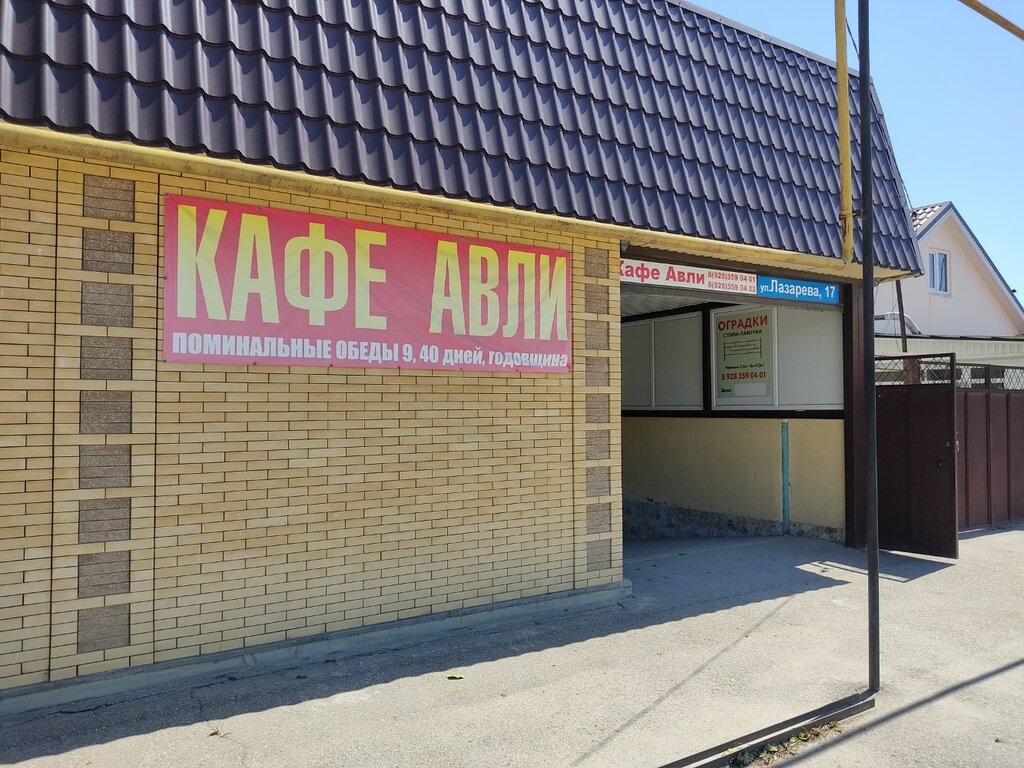 КАФЕ АВЛИ
ПОМИНАЛЬНЫЕ ОБЕДЫ 9, 40 дней, годовщина
Кафе Авли
8(928)359 04 01
8(928)359 04 02
ул.Лазарева, 17
ОГРАДКИ
СТОЛЫ-ЛАВОЧКИ
8 928 359 04 01